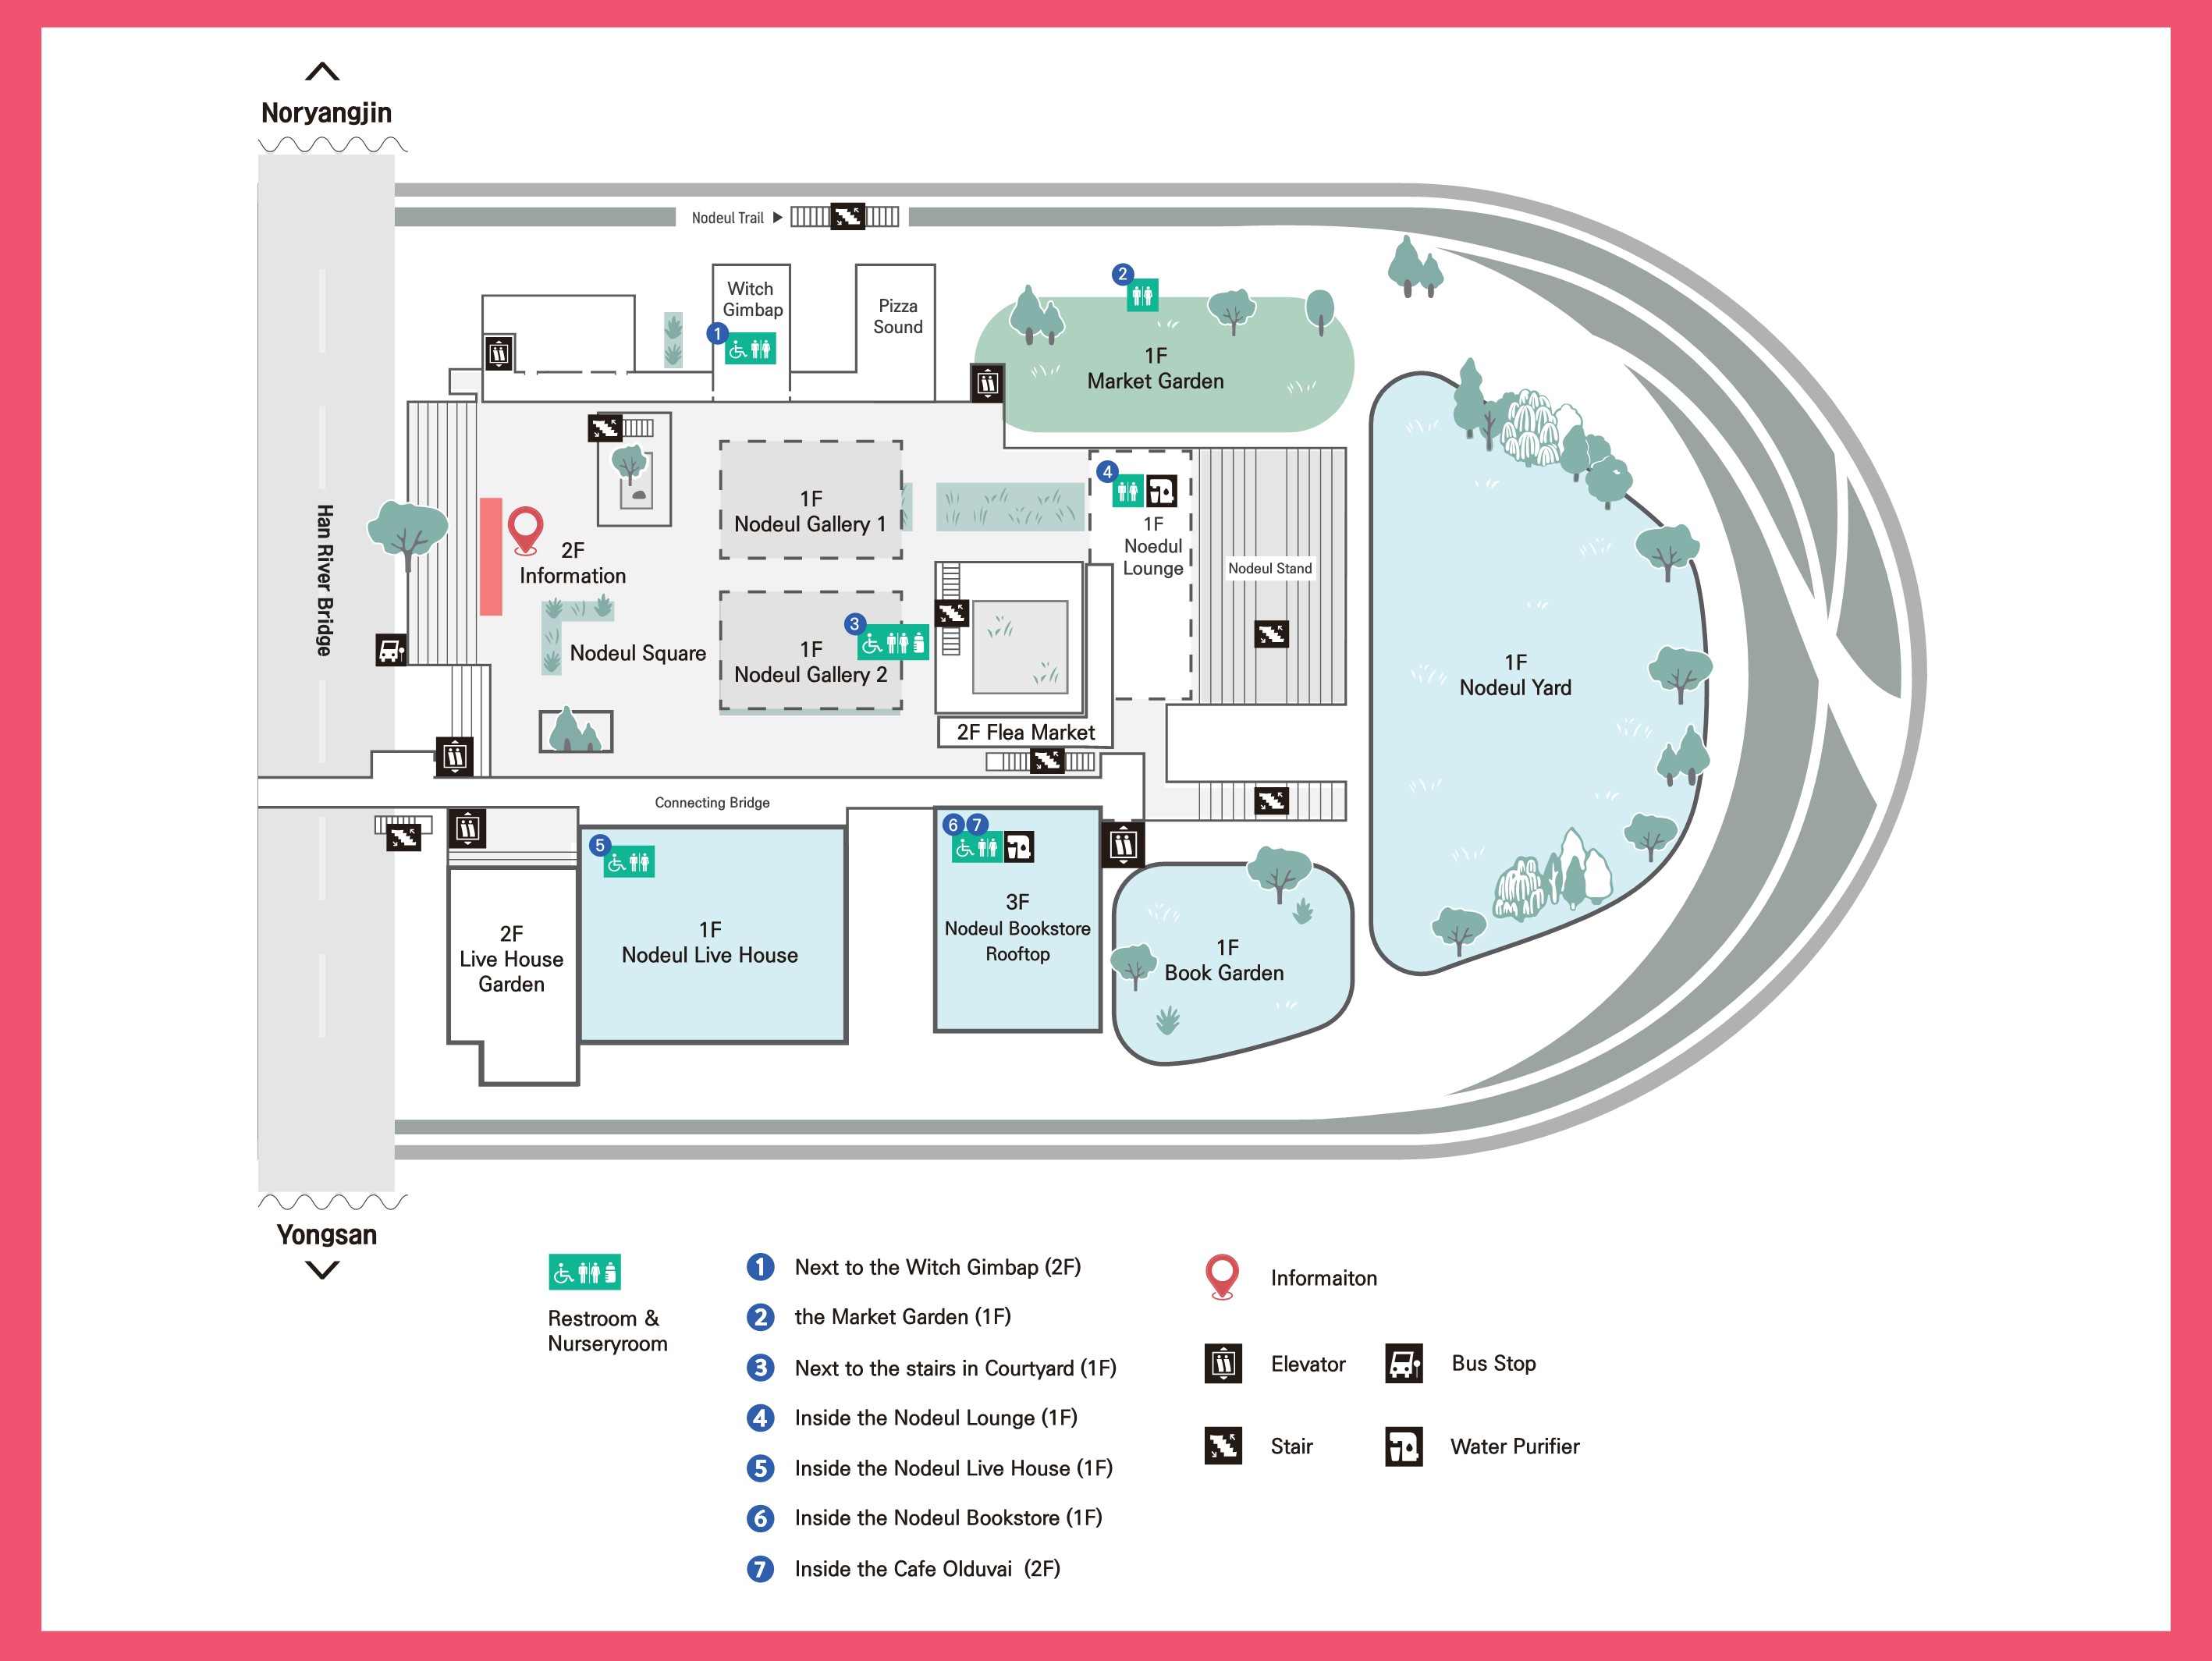 Noryangjin
Nodeul Trail ▶
Witch
Gimbap
1
Pizza
Sound
2
1F
Market Garden
Han River Bridge
2F
Information
1F
Nodeul Gallery 1
4
1F
Noedul
Lounge
Nodeul Stand
Nodeul Square
3
1F
Nodeul Gallery 2
2F Flea Market
1F
Nodeul Yard
Connecting Bridge
2F
Live House
Garden
5
1F
Nodeul Live House
6 7
3F
Nodeul Bookstore
Rooftop
1F
Book Garden
Yongsan
Restroom &
Nurseryroom
1 Next to the Witch Gimbap (2F)
2 the Market Garden (1F)
3 Next to the stairs in Courtyard (1F)
4 Inside the Nodeul Lounge (1F)
5 Inside the Nodeul Live House (1F)
6 Inside the Nodeul Bookstore (1F)
7 Inside the Cafe Olduvai (2F)
Informaiton
Elevator
Bus Stop
Stair
Water Purifier